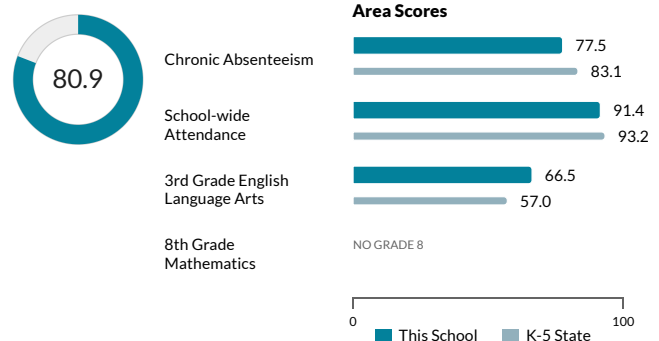 Area Scores
80.9
Chronic Absenteeism
77.5
83.1
School-wide
Attendance
91.4
93.2
3rd Grade English
Language Arts
66.5
57.0
8th Grade
Mathematics
NO GRADE 8
0
100
This School
K-5 State